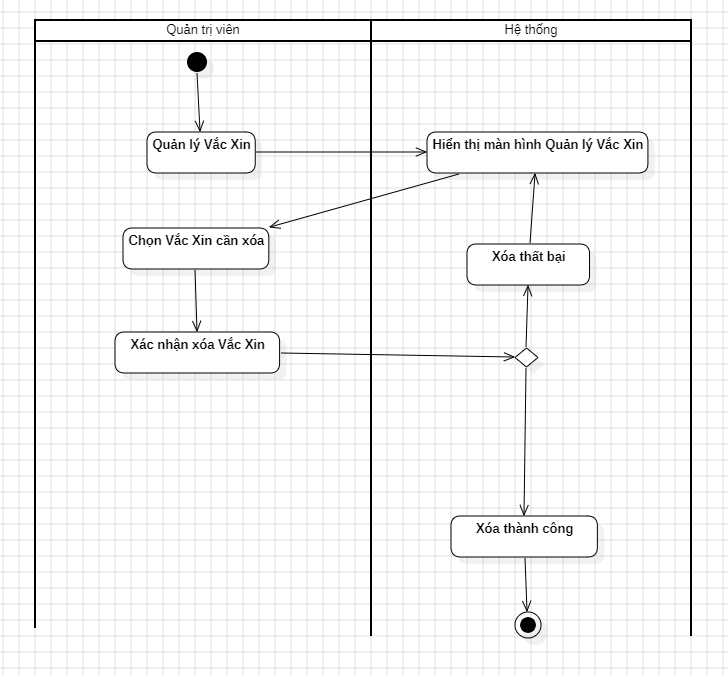 Quản trị viên
Hệ thống
Quản lý Vắc Xin
Hiển thị màn hình Quản lý Vắc Xin
Chọn Vắc Xin cần xóa
Xóa thất bại
Xác nhận xóa Vắc Xin
Xóa thành công